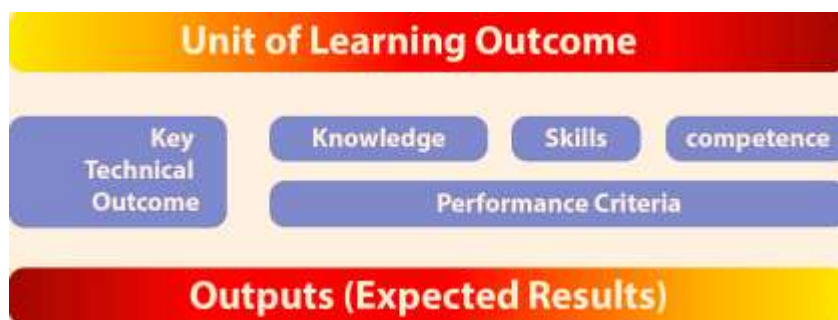 Unit of Learning Outcome
Key
Technical
Outcome
Knowledge
Skills
competence
Performance Criteria
Outputs (Expected Results)